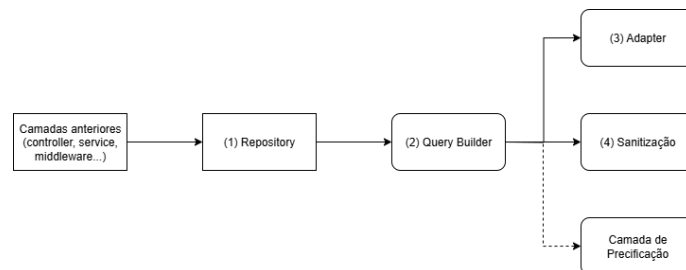 (3) Adapter
Camadas anteriores
(controller, service,
middleware...)
(1) Repository
(2) Query Builder
(4) Sanitização
Camada de
Precificação